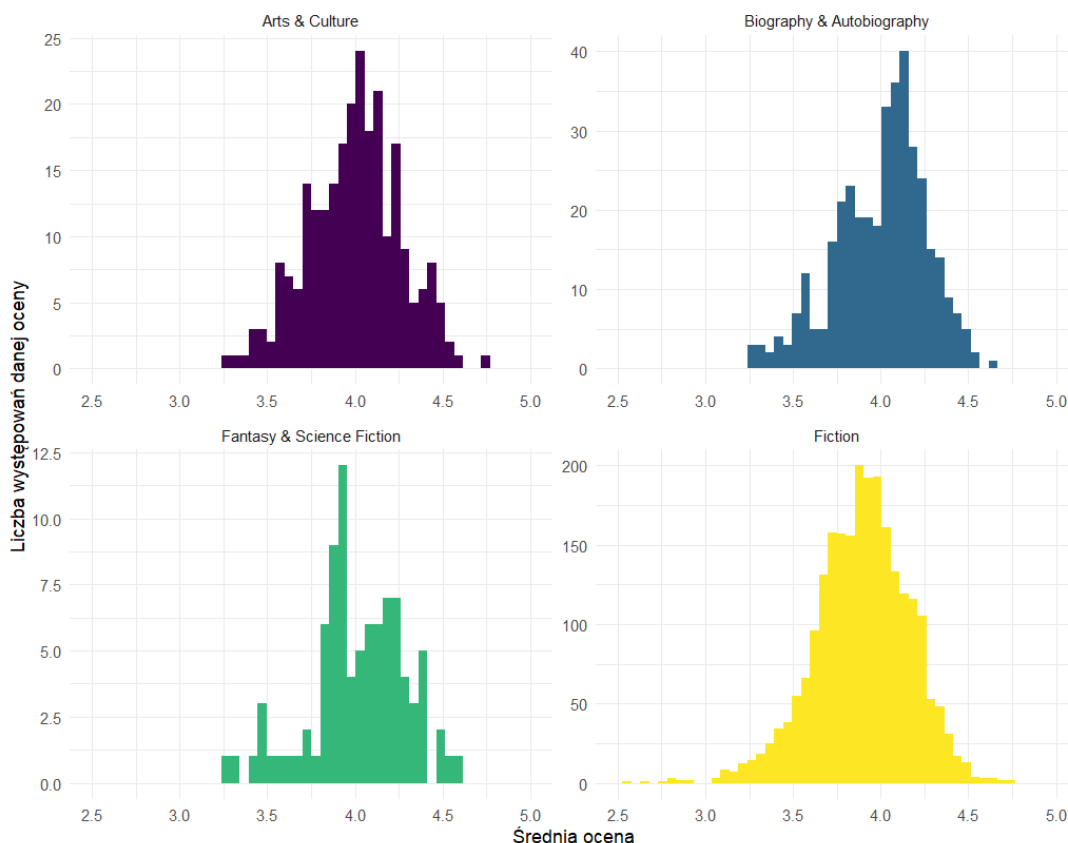 Arts & Culture
25
20
15
10
5
0
2.5 3.0 3.5 4.0 4.5 5.0
Biography & Autobiography
40
30
20
10
0
2.5 3.0 3.5 4.0 4.5 5.0
Fantasy & Science Fiction
12.5
10.0
7.5
5.0
2.5
0.0
2.5 3.0 3.5 4.0 4.5 5.0
Fiction
200
150
100
50
0
2.5 3.0 3.5 4.0 4.5 5.0
Liczba występowań danej oceny
Średnia ocena